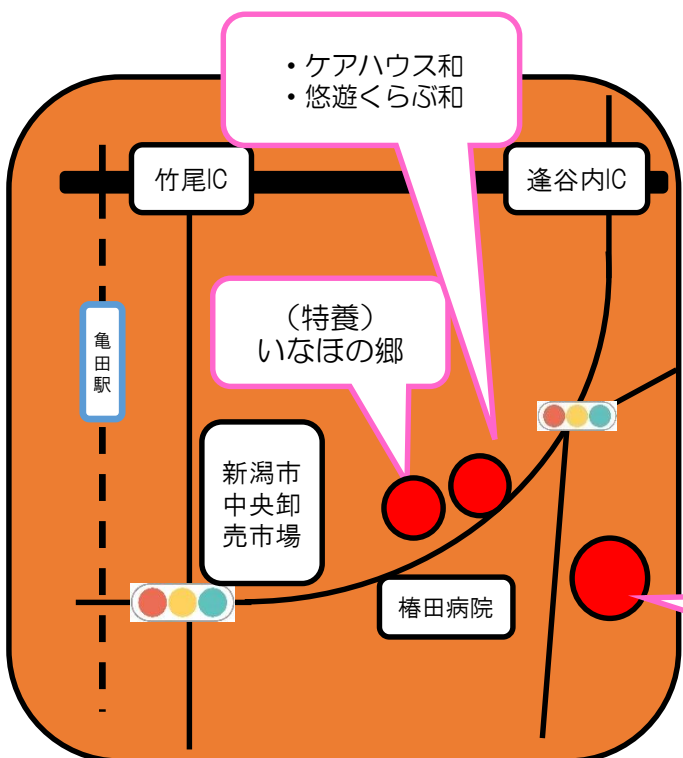 ・ケアハウス和
・悠遊くらぶ和
竹尾IC
逢谷内IC
（特養）
いなほの郷
亀田駅
新潟市
中央卸
売市場
椿田病院